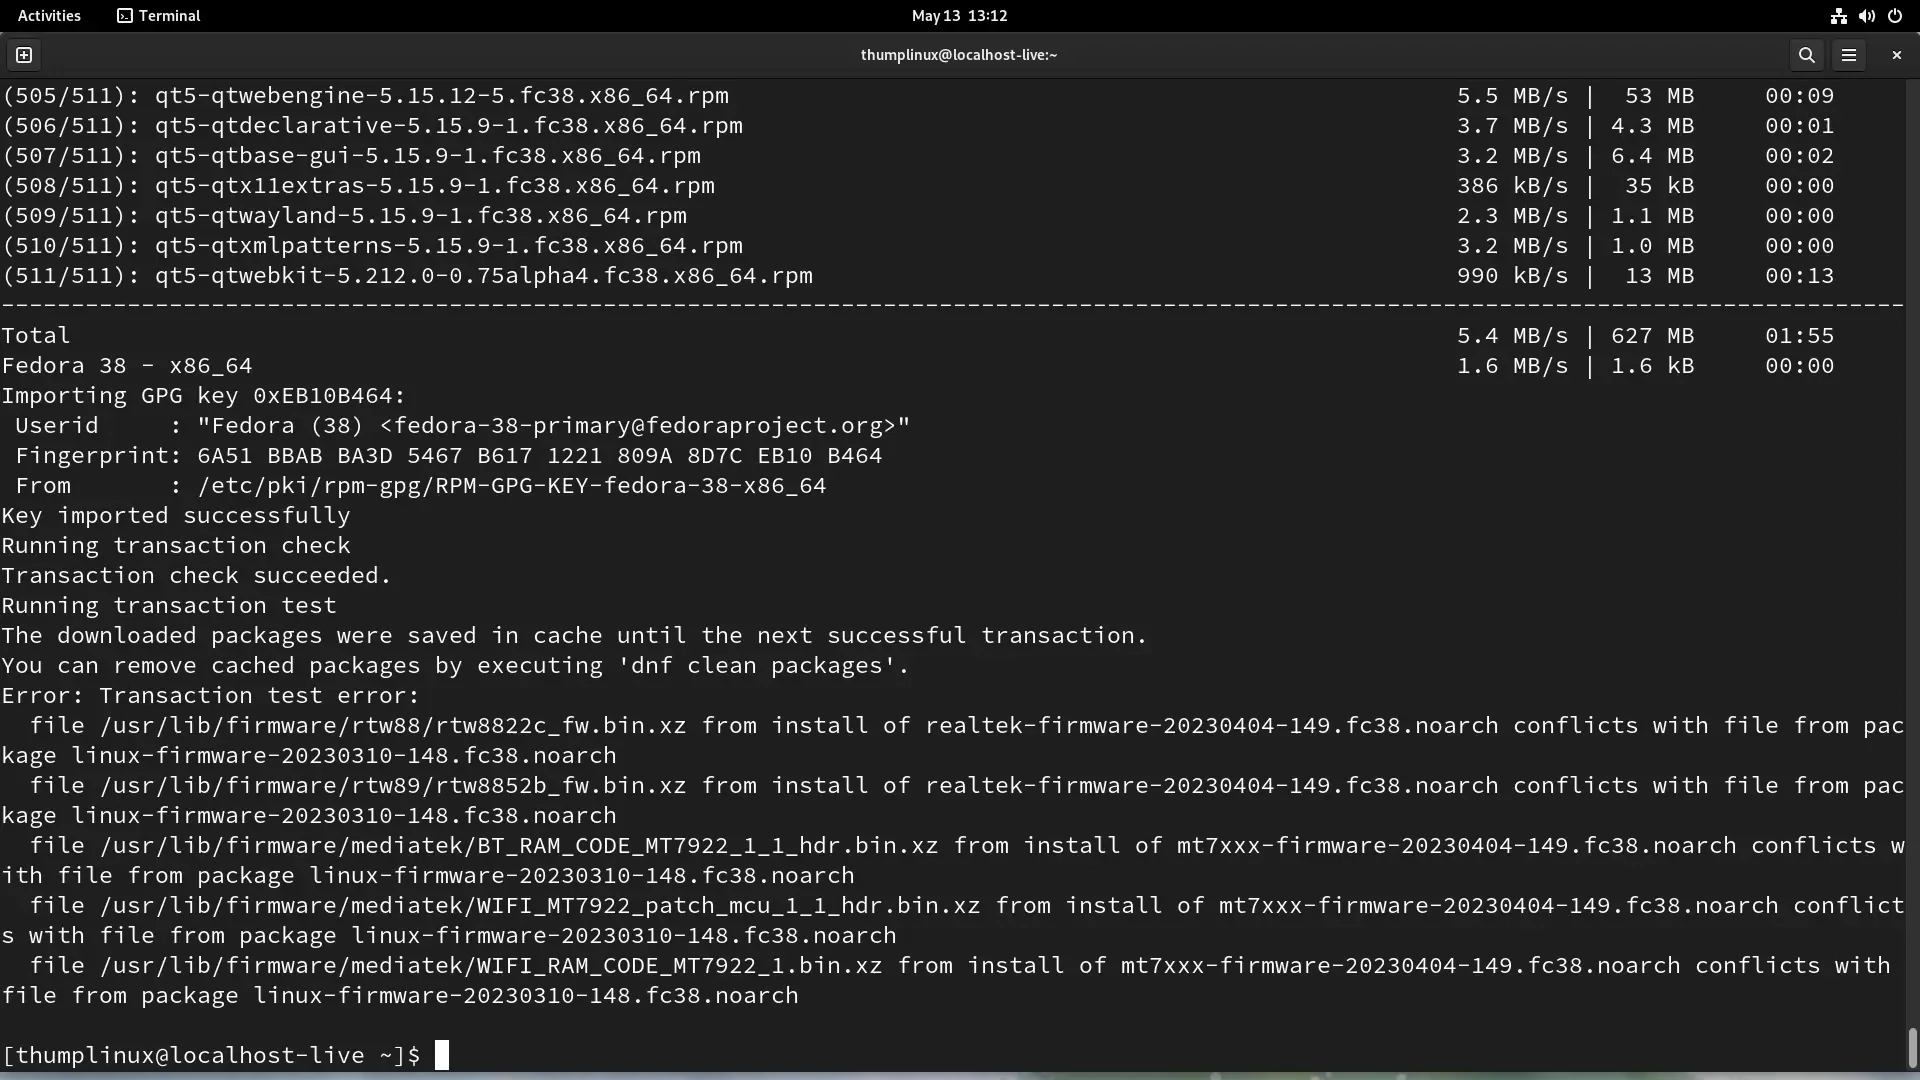 Activities Terminal May 13 13:12
thumplinux@localhost-live:~
(505/511): qt5-qtwebengine-5.15.12-5.fc38.x86_64.rpm 5.5 MB/s | 53 MB 00:09
(506/511): qt5-qtdeclarative-5.15.9-1.fc38.x86_64.rpm 3.7 MB/s | 4.3 MB 00:01
(507/511): qt5-qtbase-gui-5.15.9-1.fc38.x86_64.rpm 3.2 MB/s | 6.4 MB 00:02
(508/511): qt5-qtx11extras-5.15.9-1.fc38.x86_64.rpm 386 kB/s | 35 kB 00:00
(509/511): qt5-qtwayland-5.15.9-1.fc38.x86_64.rpm 2.3 MB/s | 1.1 MB 00:00
(510/511): qt5-qtxmlpatterns-5.15.9-1.fc38.x86_64.rpm 3.2 MB/s | 1.0 MB 00:00
(511/511): qt5-qtwebkit-5.212.0-0.75alpha4.fc38.x86_64.rpm 990 kB/s | 13 MB 00:13
--------------------------------------------------------------------------------
Total 5.4 MB/s | 627 MB 01:55
Fedora 38 - x86_64 1.6 MB/s | 1.6 kB 00:00
Importing GPG key 0xEB10B464:
 Userid     : "Fedora (38) <fedora-38-primary@fedoraproject.org>"
 Fingerprint: 6A51 BBAB BA3D 5467 B617 1221 809A 8D7C EB10 B464
 From       : /etc/pki/rpm-gpg/RPM-GPG-KEY-fedora-38-x86_64
Key imported successfully
Running transaction check
Transaction check succeeded.
Running transaction test
The downloaded packages were saved in cache until the next successful transaction.
You can remove cached packages by executing 'dnf clean packages'.
Error: Transaction test error:
  file /usr/lib/firmware/rtw88/rtw8822c_fw.bin.xz from install of realtek-firmware-20230404-149.fc38.noarch conflicts with file from pac
kage linux-firmware-20230310-148.fc38.noarch
  file /usr/lib/firmware/rtw89/rtw8852b_fw.bin.xz from install of realtek-firmware-20230404-149.fc38.noarch conflicts with file from pac
kage linux-firmware-20230310-148.fc38.noarch
  file /usr/lib/firmware/mediatek/BT_RAM_CODE_MT7922_1_1_hdr.bin.xz from install of mt7xxx-firmware-20230404-149.fc38.noarch conflicts w
ith file from package linux-firmware-20230310-148.fc38.noarch
  file /usr/lib/firmware/mediatek/WIFI_MT7922_patch_mcu_1_1_hdr.bin.xz from install of mt7xxx-firmware-20230404-149.fc38.noarch conflict
s with file from package linux-firmware-20230310-148.fc38.noarch
  file /usr/lib/firmware/mediatek/WIFI_RAM_CODE_MT7922_1.bin.xz from install of mt7xxx-firmware-20230404-149.fc38.noarch conflicts with
file from package linux-firmware-20230310-148.fc38.noarch
[thumplinux@localhost-live ~]$